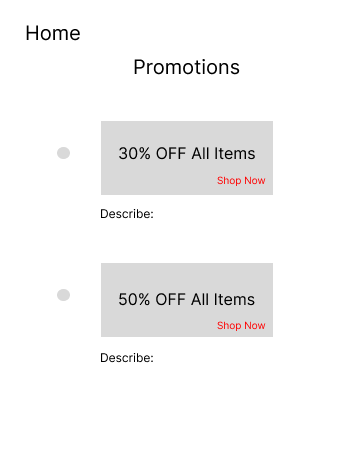 Home
Promotions
30% OFF All Items
Shop Now
Describe:
50% OFF All Items
Shop Now
Describe: